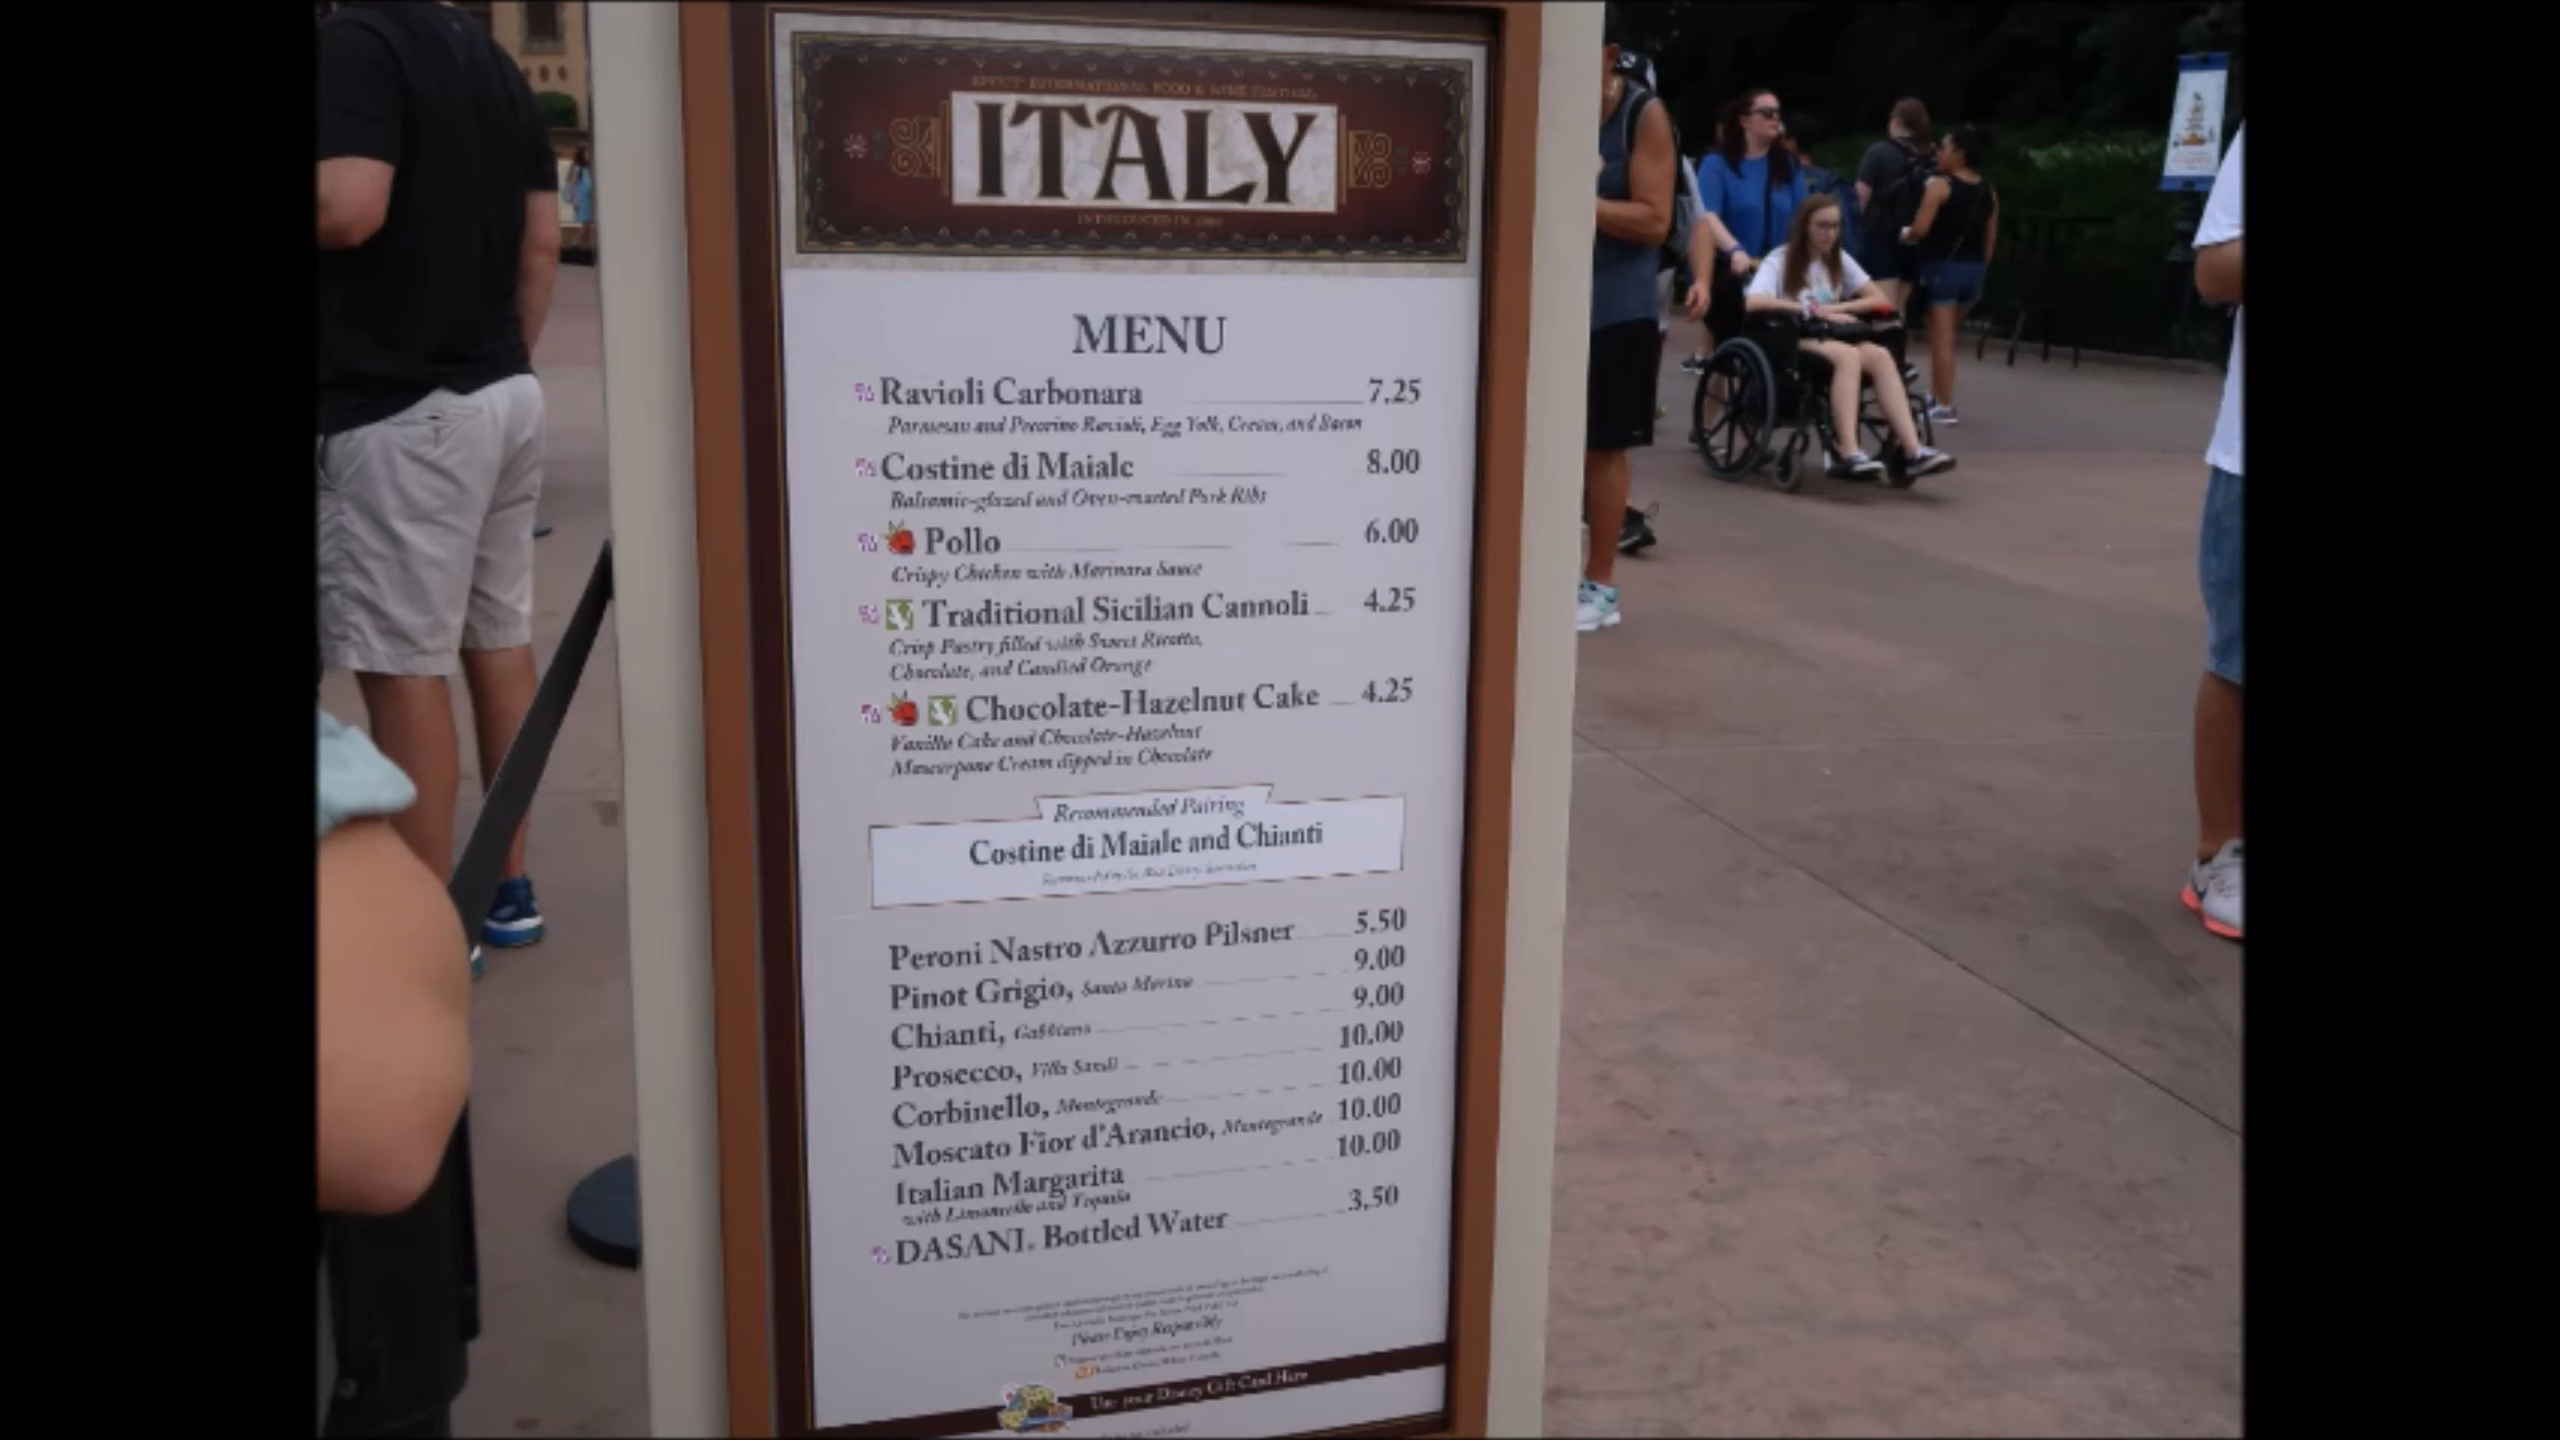 EPCOT INTERNATIONAL FOOD & WINE FESTIVAL
ITALY
INTRODUCED IN
MENU
Ravioli Carbonara 7.25
Parmesan and Pecorino Ravioli, Egg Yolk, Cream, and Bacon
Costine di Maiale 8.00
Balsamic-glazed and Oven-roasted Pork Ribs
Pollo 6.00
Crispy Chicken with Marinara Sauce
Traditional Sicilian Cannoli 4.25
Crisp Pastry filled with Sweet Ricotta,
Chocolate, and Candied Orange
Chocolate-Hazelnut Cake 4.25
Vanilla Cake and Chocolate-Hazelnut
Mascarpone Cream dipped in Chocolate
Recommended Pairing
Costine di Maiale and Chianti
Peroni Nastro Azzurro Pilsner 5.50
Pinot Grigio, Santa Marina 9.00
Chianti, Gabbiano 9.00
Prosecco, Villa Sandi 10.00
Corbinello, Montegrande 10.00
Moscato Fior d'Arancio, Montegrande 10.00
Italian Margarita 10.00
with Limoncello and Tequila
DASANI® Bottled Water 3.50
Please Enjoy Responsibly
Use your Disney Gift Card Here